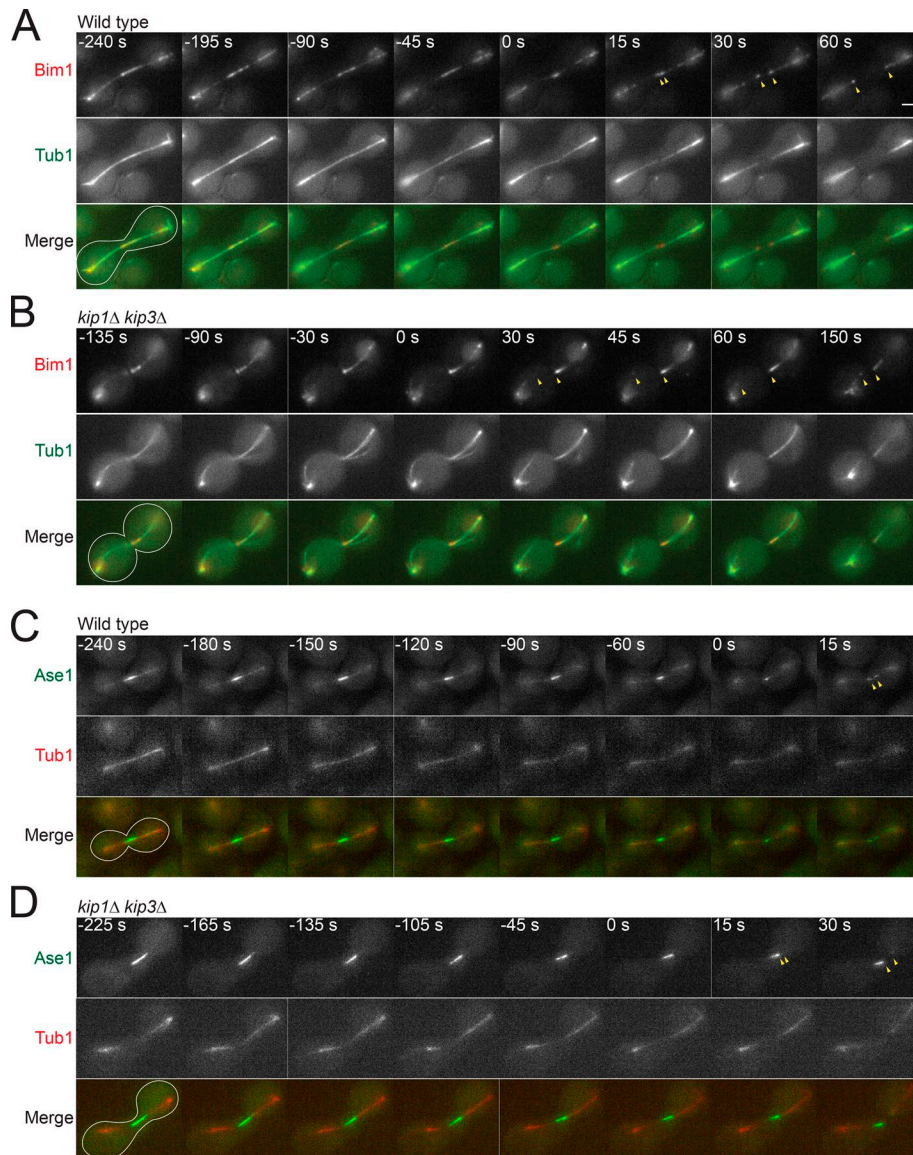 A
Wild type
-240 s -195 s -90 s -45 s 0 s 15 s 30 s 60 s
Bim1
Tub1
Merge
B
kip1Δ kip3Δ
-135 s -90 s -30 s 0 s 30 s 45 s 60 s 150 s
Bim1
Tub1
Merge
C
Wild type
-240 s -180 s -150 s -120 s -90 s -60 s 0 s 15 s
Ase1
Tub1
Merge
D
kip1Δ kip3Δ
-225 s -165 s -135 s -105 s -45 s 0 s 15 s 30 s
Ase1
Tub1
Merge